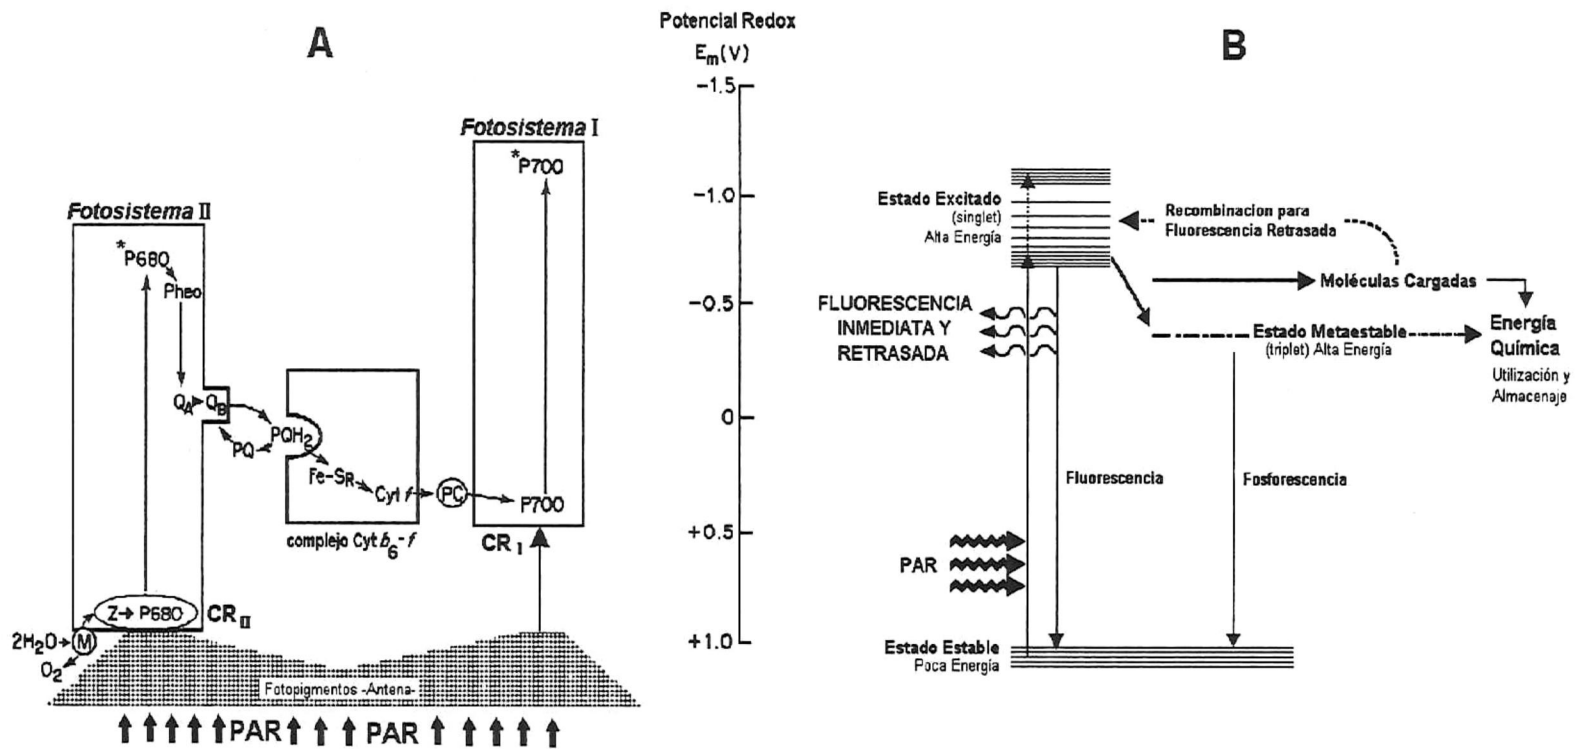 A
Fotosistema II
*P680
Pheo
QA
QB
PQH2
PQ
Fe-SR
Cyt f
PC
complejo Cyt b6-f
Fotosistema I
*P700
P700
CR I
Z→ P680
CR II
2H2O
M
O2
Fotopigmentos -Antena-
PAR
PAR
Potencial Redox
Em(V)
-1.5
-1.0
-0.5
0
+0.5
+1.0
B
Estado Excitado
(singlet)
Alta Energía
Recombinacion para
Fluorescencia Retrasada
Moléculas Cargadas
FLUORESCENCIA
INMEDIATA Y
RETRASADA
Estado Metaestable
(triplet) Alta Energía
Energía
Química
Utilización y
Almacenaje
Fluorescencia
Fosforescencia
PAR
Estado Estable
Poca Energía